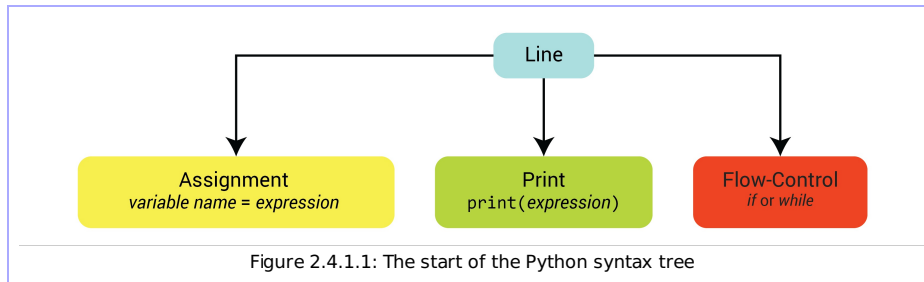 Line
Assignment
variable name = expression
Print
print(expression)
Flow-Control
if or while
Figure 2.4.1.1: The start of the Python syntax tree